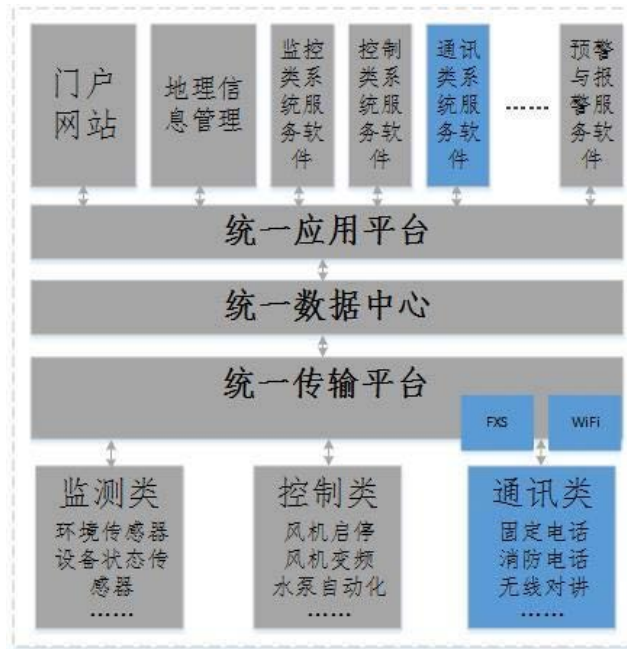 门户
网站
地理信
息管理
监控
类系
统服
务软
件
控制
类系
统服
务软
件
通讯
类系
统服
务软
件
……
预警
与报
警服
务软
件
统一应用平台
统一数据中心
统一传输平台
FXS
WiFi
监测类
环境传感器
设备状态传
感器
……
控制类
风机启停
风机变频
水泵自动化
……
通讯类
固定电话
消防电话
无线对讲
……